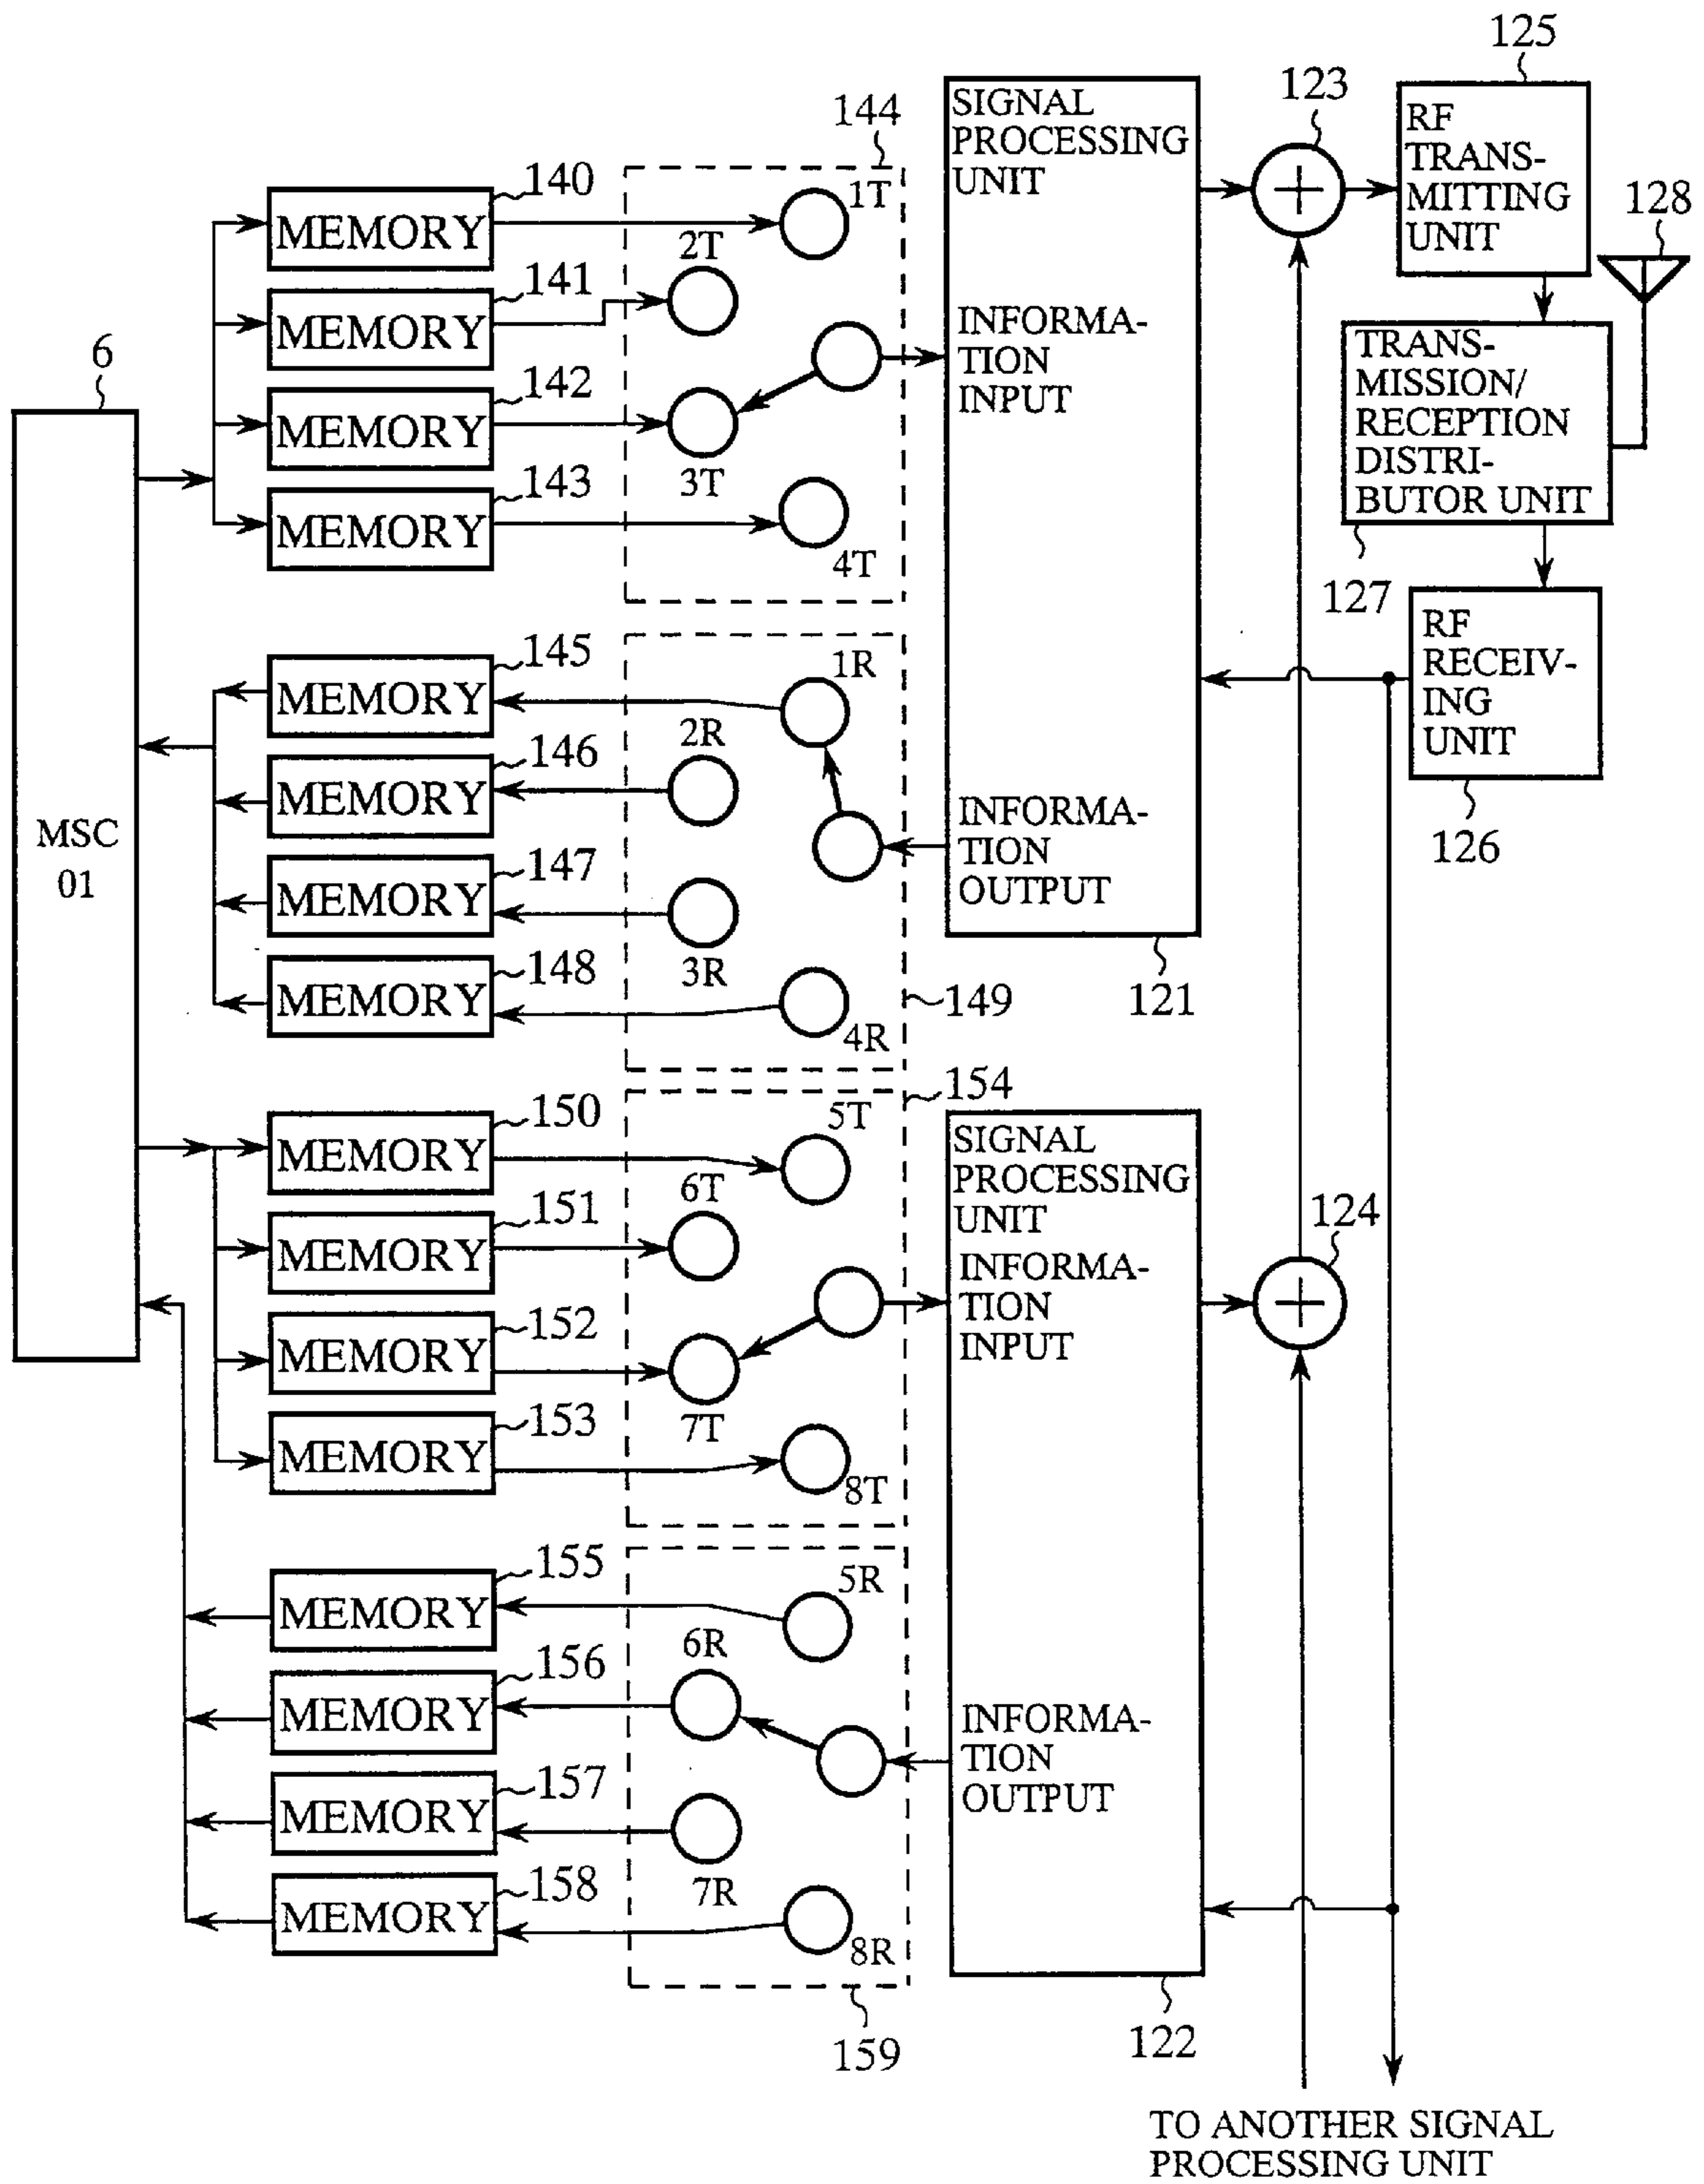 125
123
RF
TRANS-
MITTING
UNIT
128
144
SIGNAL
PROCESSING
UNIT
140
MEMORY
1T
2T
141
MEMORY
INFORMA-
TION
INPUT
TRANS-
MISSION/
RECEPTION
DISTRI-
BUTOR UNIT
6
142
MEMORY
3T
143
MEMORY
4T
127
RF
RECEIV-
ING
UNIT
126
145
MEMORY
1R
2R
146
MEMORY
MSC
01
INFORMA-
TION
OUTPUT
147
MEMORY
3R
148
MEMORY
4R
149
121
154
150
MEMORY
5T
SIGNAL
PROCESSING
UNIT
6T
151
MEMORY
124
INFORMA-
TION
INPUT
152
MEMORY
7T
153
MEMORY
8T
155
MEMORY
5R
6R
156
MEMORY
INFORMA-
TION
OUTPUT
157
MEMORY
7R
158
MEMORY
8R
159
122
TO ANOTHER SIGNAL
PROCESSING UNIT